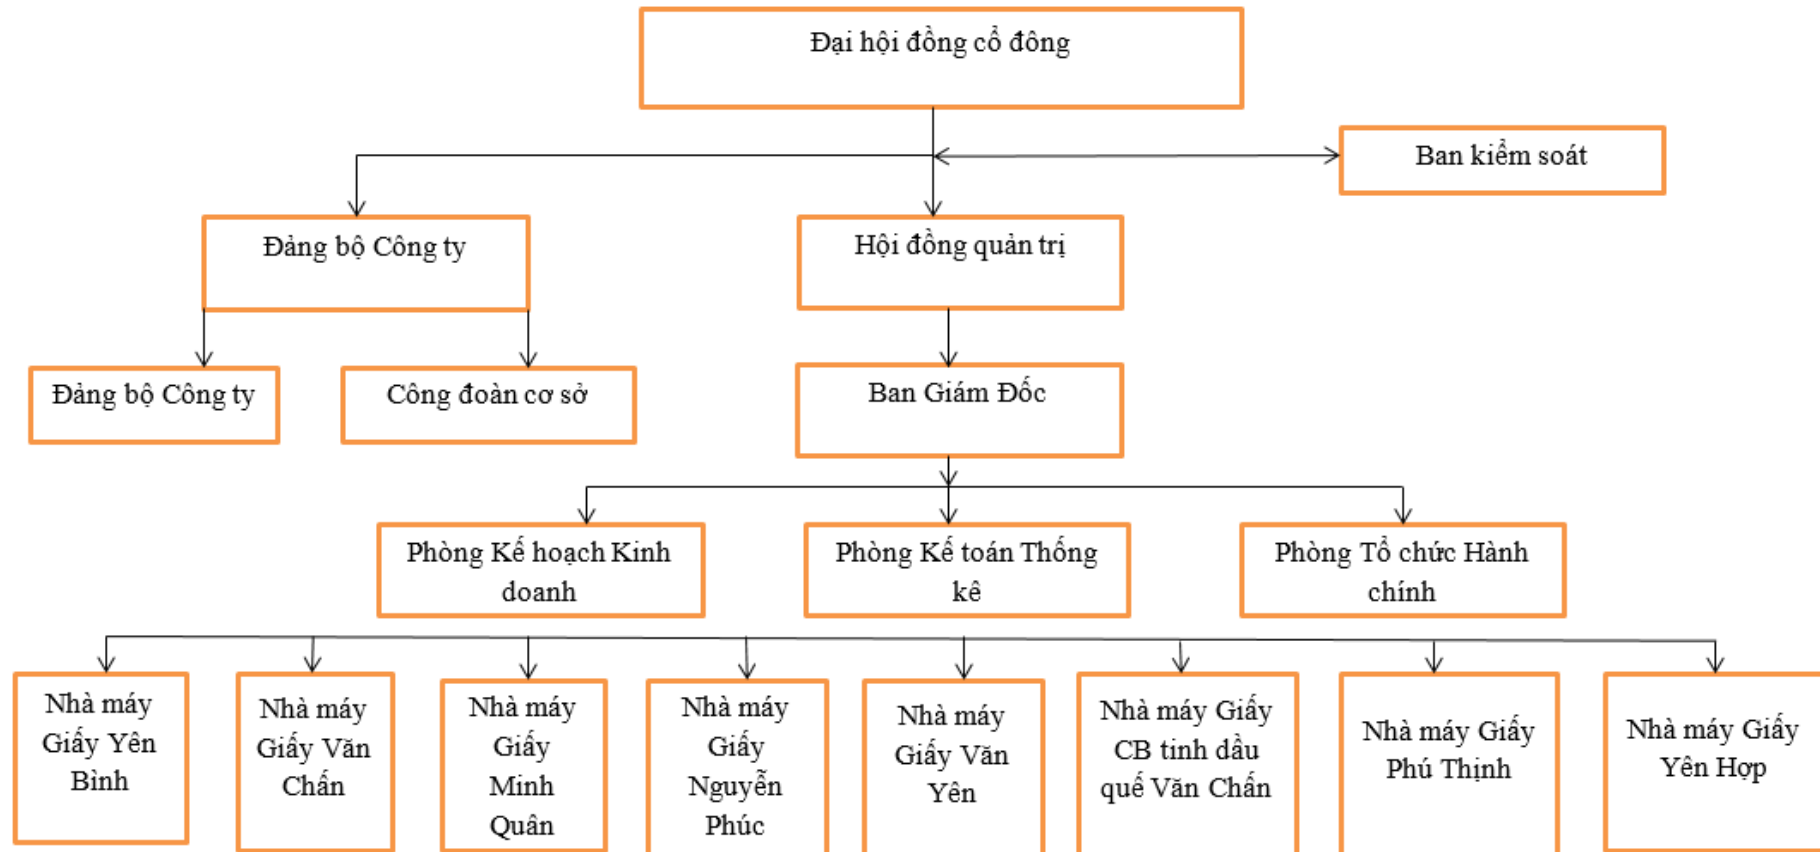 Đại hội đồng cổ đông
Ban kiểm soát
Đảng bộ Công ty
Hội đồng quản trị
Đảng bộ Công ty
Công đoàn cơ sở
Ban Giám Đốc
Phòng Kế hoạch Kinh
doanh
Phòng Kế toán Thống
kê
Phòng Tổ chức Hành
chính
Nhà máy
Giấy Yên
Bình
Nhà máy
Giấy Văn
Chấn
Nhà máy
Giấy
Minh
Quân
Nhà máy
Giấy
Nguyễn
Phúc
Nhà máy
Giấy Văn
Yên
Nhà máy Giấy
CB tinh dầu
quế Văn Chấn
Nhà máy Giấy
Phú Thịnh
Nhà máy Giấy
Yên Hợp